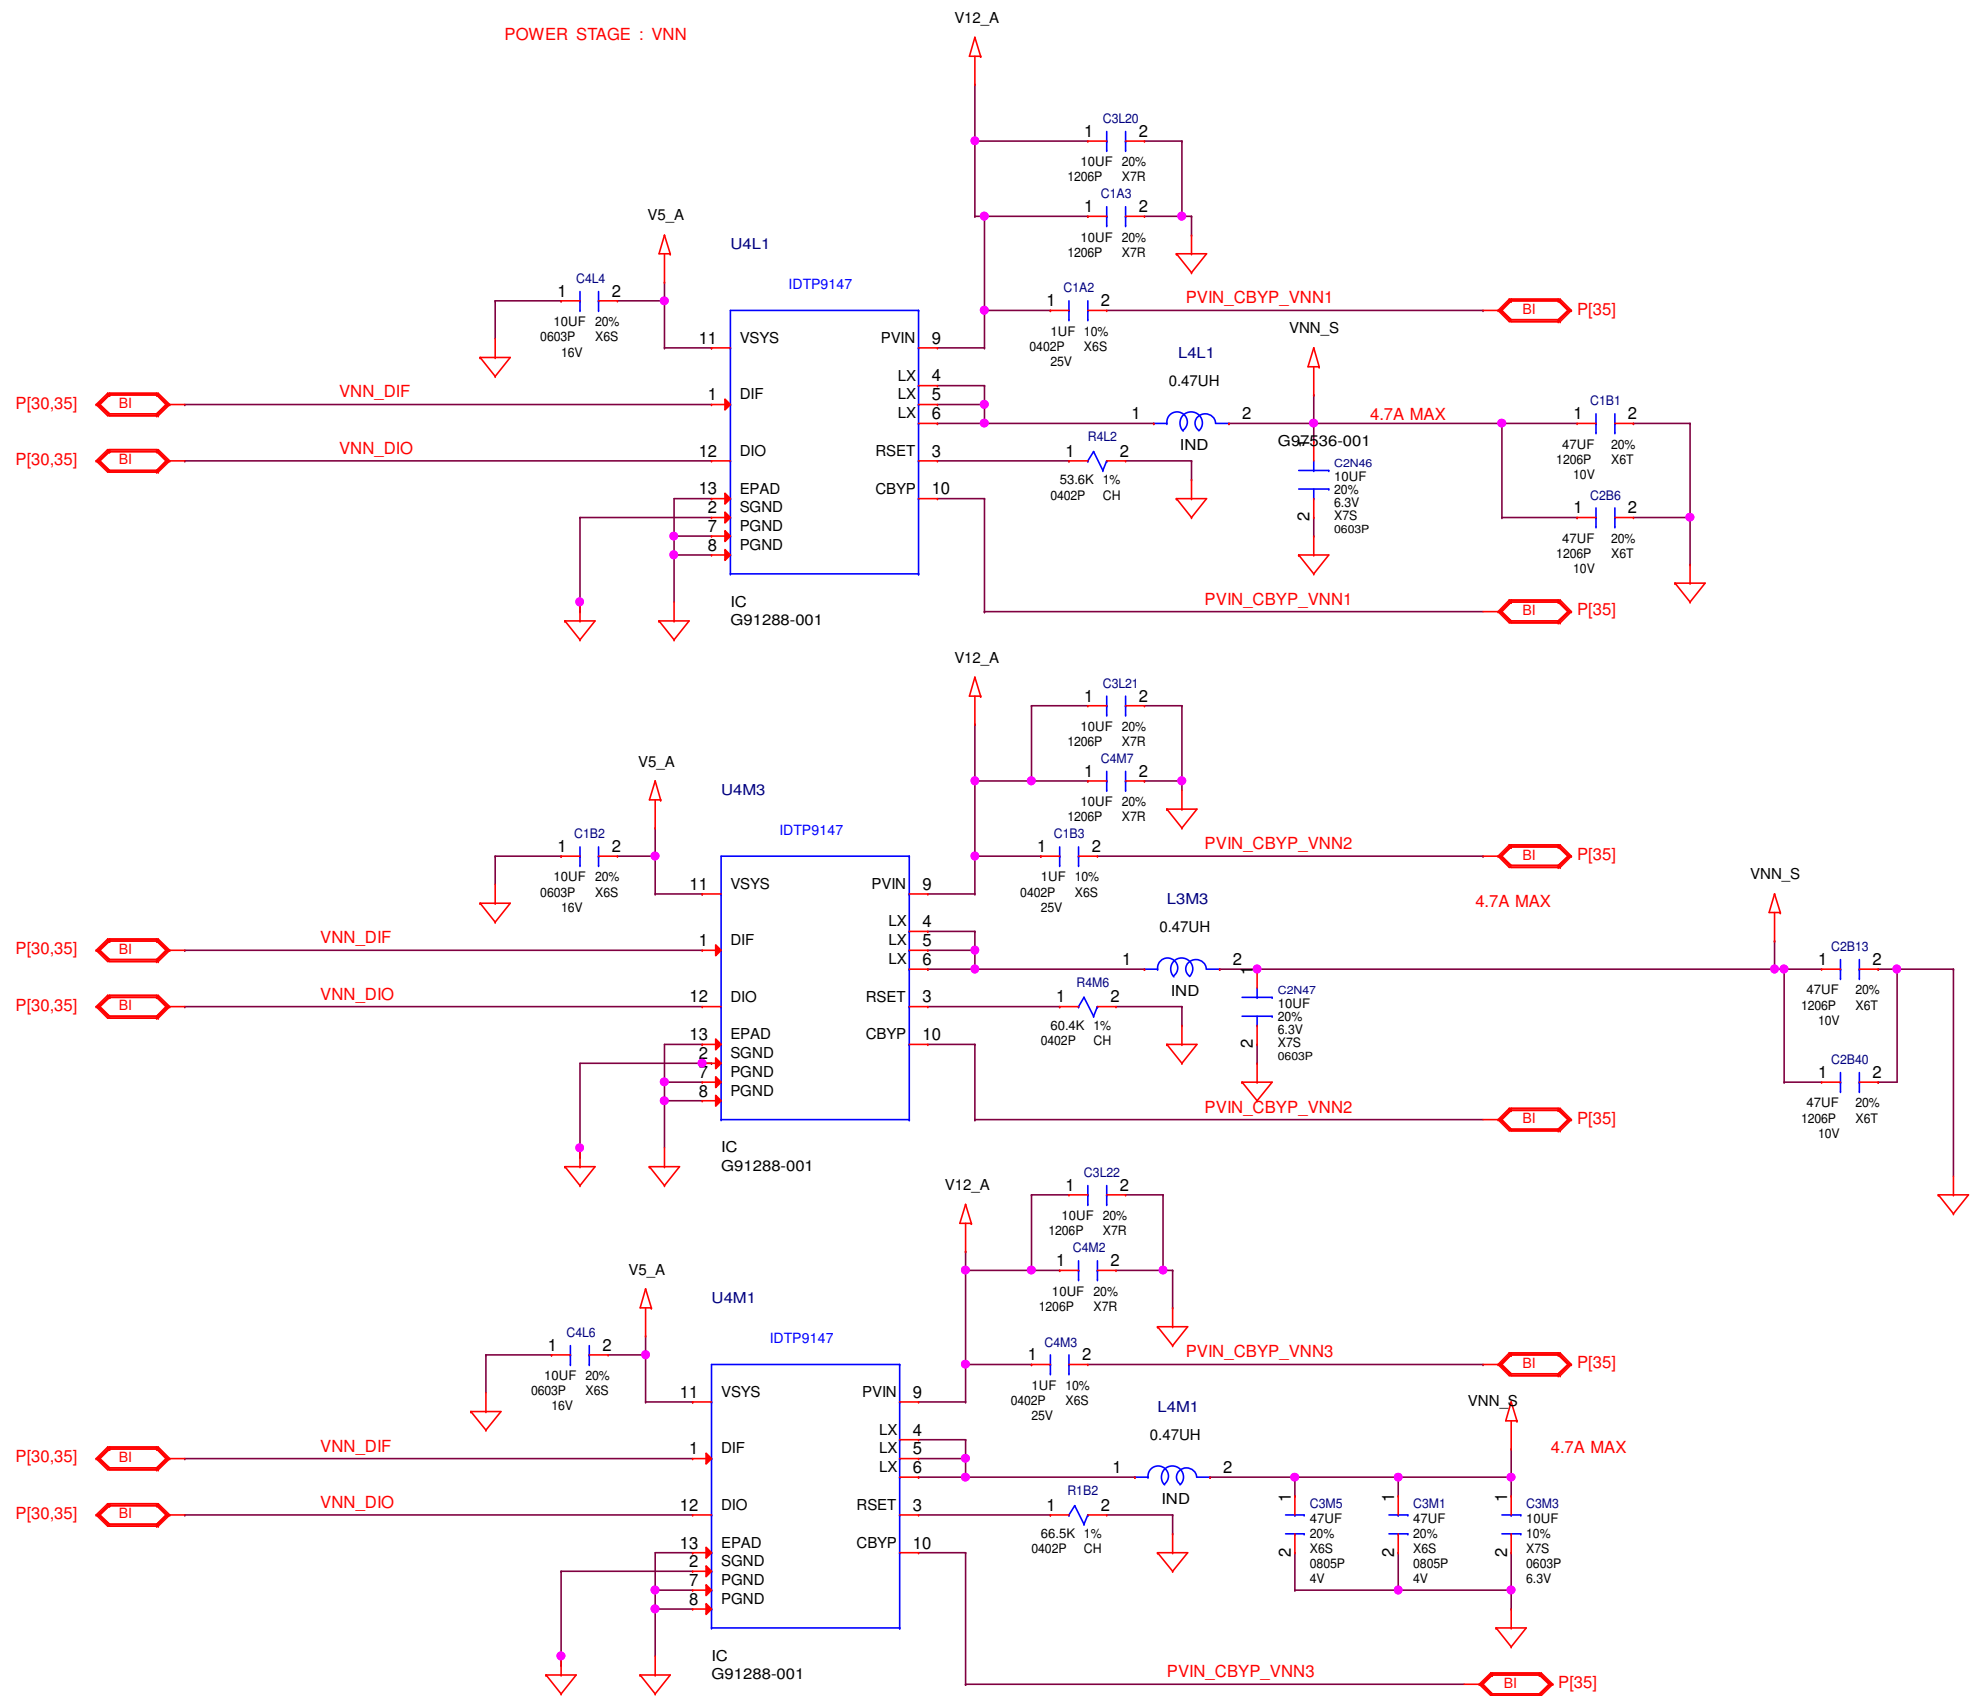 POWER STAGE : VNN
V12_A
C3L20
1 2
10UF 20%
1206P X7R
C1A3
1 2
10UF 20%
1206P X7R
V5_A
U4L1
IDTP9147
C4L4
1 2
10UF 20%
0603P X6S
16V
C1A2
1 2
1UF 10%
0402P X6S
25V
PVIN_CBYP_VNN1
BI P[35]
11 VSYS
PVIN 9
VNN_S
L4L1
0.47UH
1 2
IND
P[30,35] BI VNN_DIF 1 DIF
LX 4
LX 5
LX 6
4.7A MAX
G97536-001
C1B1
1 2
47UF 20%
1206P X6T
10V
P[30,35] BI VNN_DIO 12 DIO
RSET 3
R4L2
1 2
53.6K 1%
0402P CH
1
C2N46
10UF
20%
6.3V
X7S
0603P
2
C2B6
1 2
47UF 20%
1206P X6T
10V
13 EPAD
2 SGND
7 PGND
8 PGND
CBYP 10
IC
G91288-001
PVIN_CBYP_VNN1
BI P[35]
V12_A
C3L21
1 2
10UF 20%
1206P X7R
C4M7
1 2
10UF 20%
1206P X7R
V5_A
U4M3
IDTP9147
C1B2
1 2
10UF 20%
0603P X6S
16V
C1B3
1 2
1UF 10%
0402P X6S
25V
PVIN_CBYP_VNN2
BI P[35]
11 VSYS
PVIN 9
L3M3
0.47UH
1 2
IND
4.7A MAX
VNN_S
P[30,35] BI VNN_DIF 1 DIF
LX 4
LX 5
LX 6
C2B13
1 2
47UF 20%
1206P X6T
10V
P[30,35] BI VNN_DIO 12 DIO
RSET 3
R4M6
1 2
60.4K 1%
0402P CH
1
C2N47
10UF
20%
6.3V
X7S
0603P
2
C2B40
1 2
47UF 20%
1206P X6T
10V
13 EPAD
2 SGND
7 PGND
8 PGND
CBYP 10
IC
G91288-001
PVIN_CBYP_VNN2
BI P[35]
V12_A
C3L22
1 2
10UF 20%
1206P X7R
C4M2
1 2
10UF 20%
1206P X7R
V5_A
U4M1
IDTP9147
C4L6
1 2
10UF 20%
0603P X6S
16V
C4M3
1 2
1UF 10%
0402P X6S
25V
PVIN_CBYP_VNN3
BI P[35]
11 VSYS
PVIN 9
L4M1
0.47UH
1 2
IND
VNN_S
4.7A MAX
P[30,35] BI VNN_DIF 1 DIF
LX 4
LX 5
LX 6
P[30,35] BI VNN_DIO 12 DIO
RSET 3
R1B2
1 2
66.5K 1%
0402P CH
1
C3M5
47UF
20%
X6S
0805P
4V
2
1
C3M1
47UF
20%
X6S
0805P
4V
2
1
C3M3
10UF
10%
X7S
0603P
6.3V
2
13 EPAD
2 SGND
7 PGND
8 PGND
CBYP 10
IC
G91288-001
PVIN_CBYP_VNN3
BI P[35]